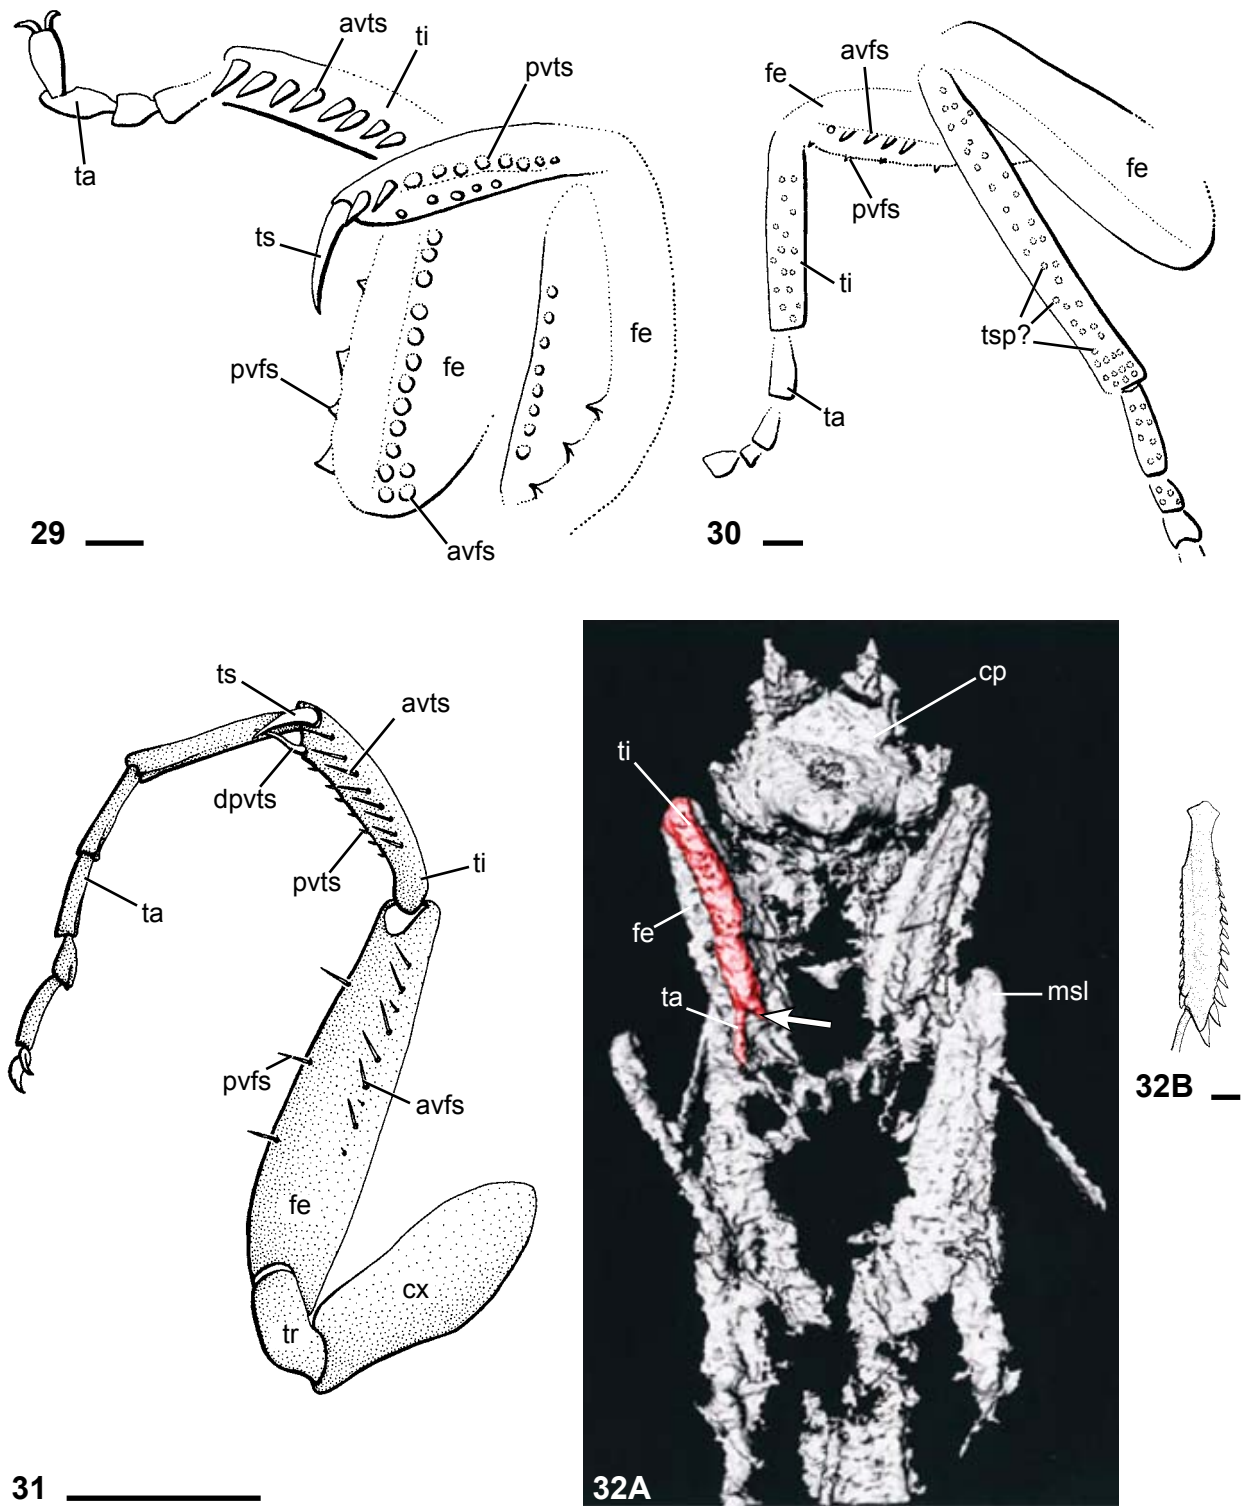 avts
ti
pvts
ta
ts
pvfs
fe
fe
avfs
29
avfs
fe
fe
pvfs
ti
tsp?
ta
30
ts
avts
dpvts
pvts
ti
ta
pvfs
avfs
fe
cx
tr
31
cp
ti
fe
ta
msl
32A
32B